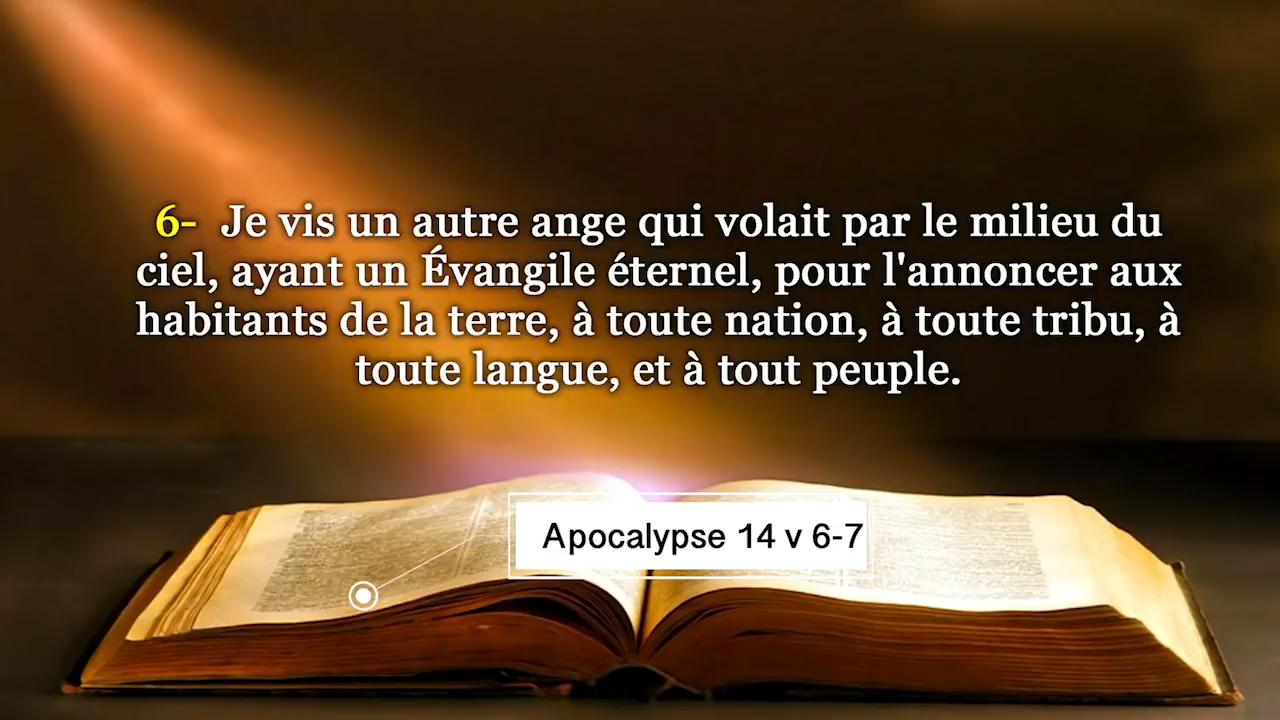 6- Je vis un autre ange qui volait par le milieu du
ciel, ayant un Évangile éternel, pour l'annoncer aux
habitants de la terre, à toute nation, à toute tribu, à
toute langue, et à tout peuple.
Apocalypse 14 v 6-7